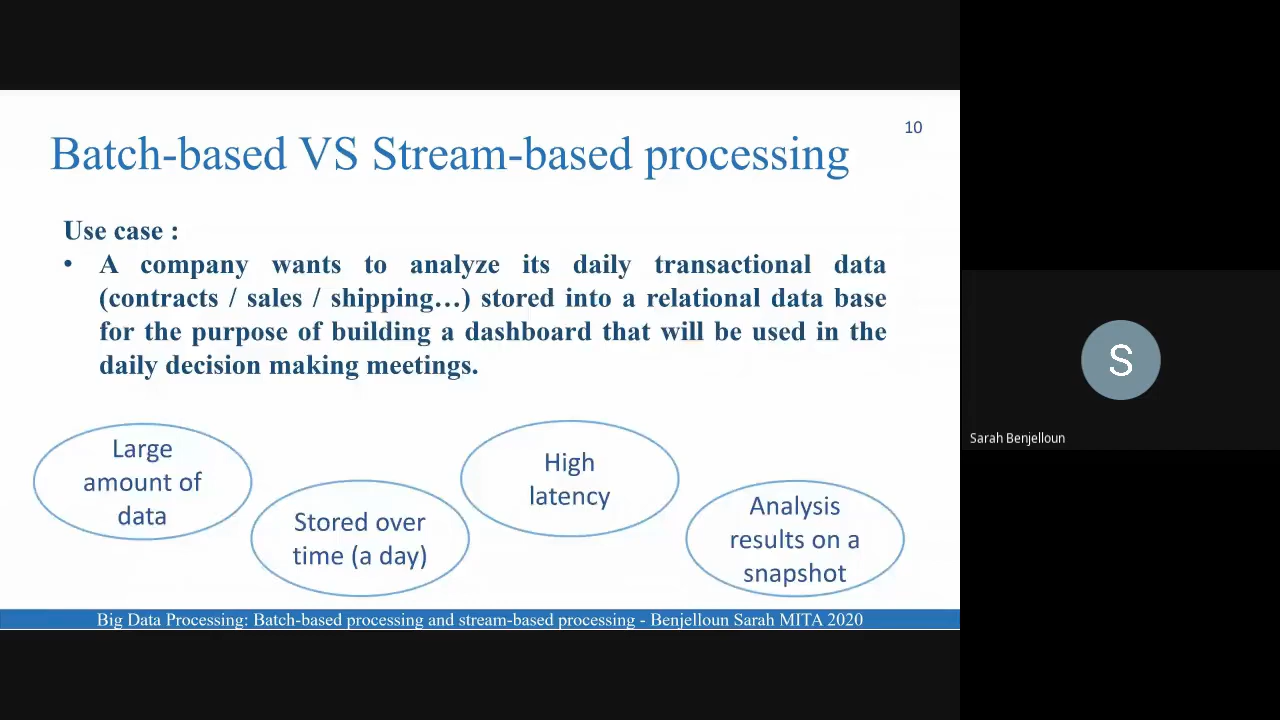 10
Batch-based VS Stream-based processing
Use case :
• A company wants to analyze its daily transactional data
(contracts / sales / shipping…) stored into a relational data base
for the purpose of building a dashboard that will be used in the
daily decision making meetings.
Large
amount of
data
Stored over
time (a day)
High
latency
Analysis
results on a
snapshot
Big Data Processing: Batch-based processing and stream-based processing - Benjelloun Sarah MITA 2020
S
Sarah Benjelloun